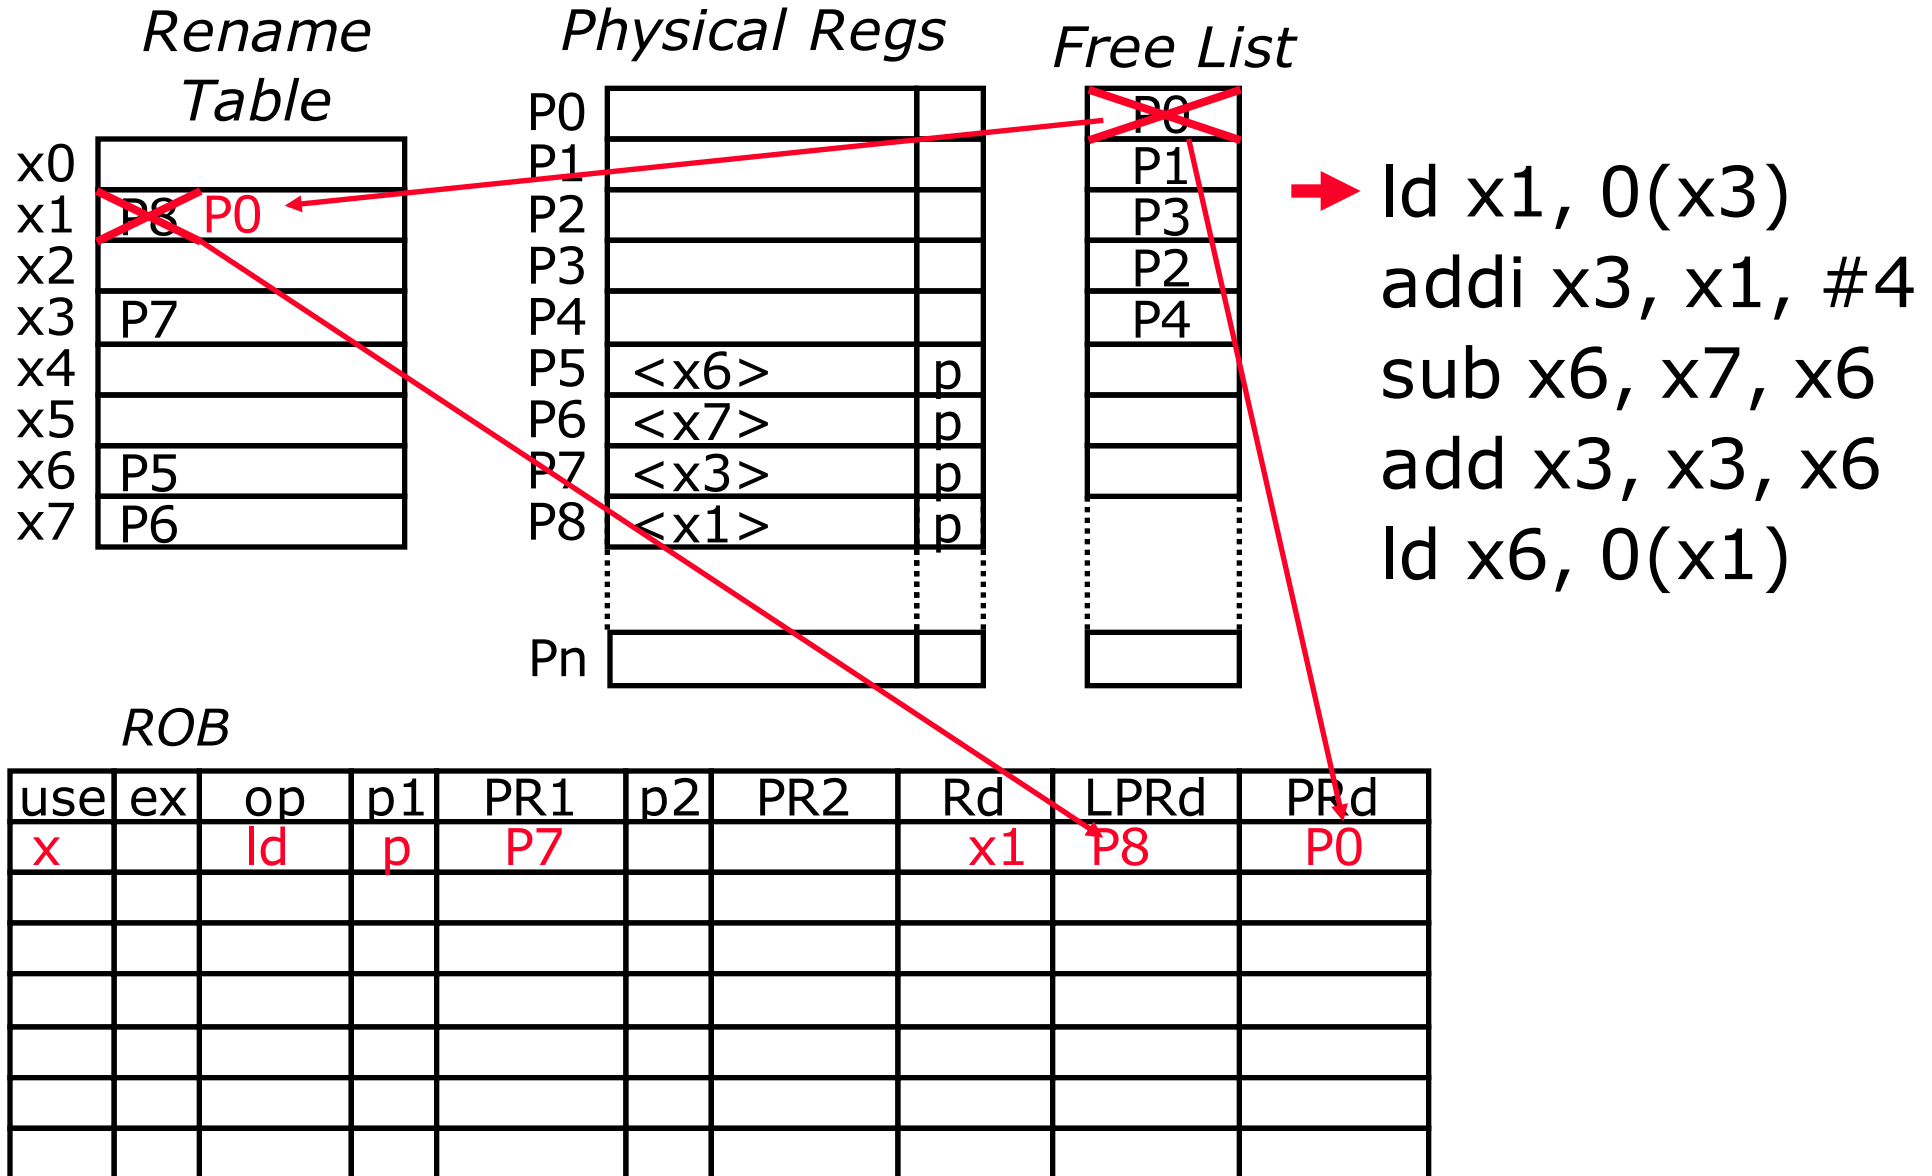 Rename Table
Physical Regs
Free List
x0
x1 P8 P0
x2
x3 P7
x4
x5
x6 P5
x7 P6
P0
P1
P2
P3
P4
P5 <x6> p
P6 <x7> p
P7 <x3> p
P8 <x1> p
Pn
P0
P1
P3
P2
P4
ld x1, 0(x3)
addi x3, x1, #4
sub x6, x7, x6
add x3, x3, x6
ld x6, 0(x1)
ROB
use ex op p1 PR1 p2 PR2 Rd LPRd PRd
x ld p P7 x1 P8 P0